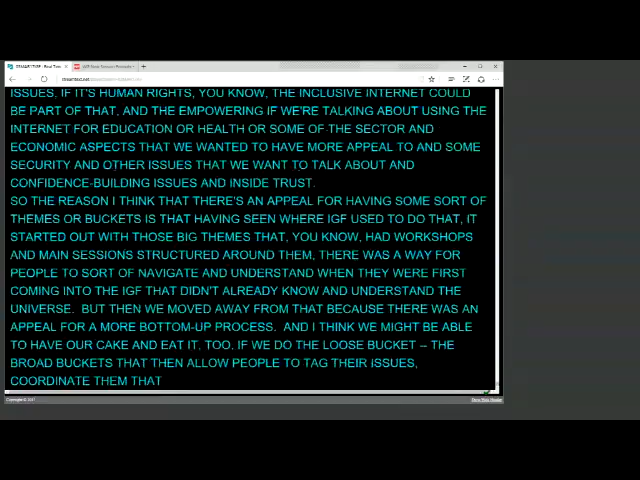 streamtext.net
ISSUES. IF IT'S HUMAN RIGHTS, YOU KNOW, THE INCLUSIVE INTERNET COULD
BE PART OF THAT, AND THE EMPOWERING IF WE'RE TALKING ABOUT USING THE
INTERNET FOR EDUCATION OR HEALTH OR SOME OF THE SECTOR AND
ECONOMIC ASPECTS THAT WE WANTED TO HAVE MORE APPEAL TO AND SOME
SECURITY AND OTHER ISSUES THAT WE WANT TO TALK ABOUT AND
CONFIDENCE-BUILDING ISSUES AND INSIDE TRUST.
SO THE REASON I THINK THAT THERE'S AN APPEAL FOR HAVING SOME SORT OF
THEMES OR BUCKETS IS THAT HAVING SEEN WHERE IGF USED TO DO THAT, IT
STARTED OUT WITH THOSE BIG THEMES THAT, YOU KNOW, HAD WORKSHOPS
AND MAIN SESSIONS STRUCTURED AROUND THEM, THERE WAS A WAY FOR
PEOPLE TO SORT OF NAVIGATE AND UNDERSTAND WHEN THEY WERE FIRST
COMING INTO THE IGF THAT DIDN'T ALREADY KNOW AND UNDERSTAND THE
UNIVERSE. BUT THEN WE MOVED AWAY FROM THAT BECAUSE THERE WAS AN
APPEAL FOR A MORE BOTTOM-UP PROCESS. AND I THINK WE MIGHT BE ABLE
TO HAVE OUR CAKE AND EAT IT, TOO, IF WE DO THE LOOSE BUCKET -- THE
BROAD BUCKETS THAT THEN ALLOW PEOPLE TO TAG THEIR ISSUES,
COORDINATE THEM THAT